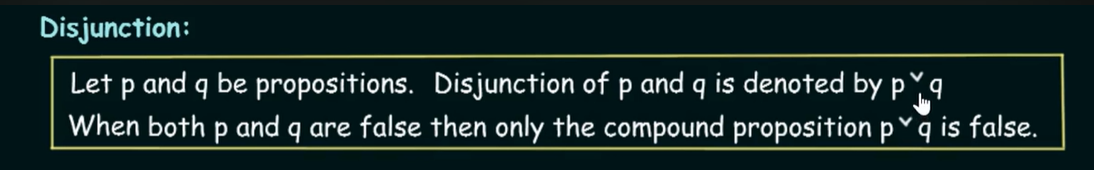 Disjunction:
Let p and q be propositions. Disjunction of p and q is denoted by p ˅ q
When both p and q are false then only the compound proposition p ˅ q is false.